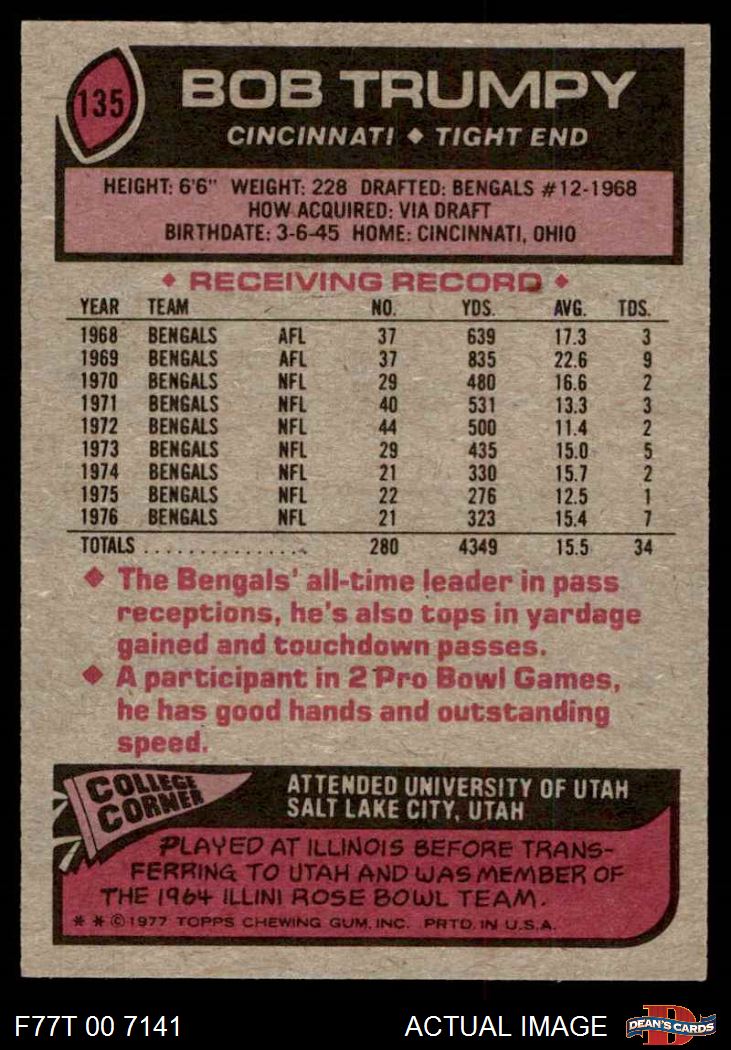 135
BOB TRUMPY
CINCINNATI ♦ TIGHT END
HEIGHT: 6'6" WEIGHT: 228 DRAFTED: BENGALS #12-1968
HOW ACQUIRED: VIA DRAFT
BIRTHDATE: 3-6-45 HOME: CINCINNATI, OHIO
♦ RECEIVING RECORD ♦
YEAR TEAM NO. YDS. AVG. TDS.
1968 BENGALS AFL 37 639 17.3 3
1969 BENGALS AFL 37 835 22.6 9
1970 BENGALS NFL 29 480 16.6 2
1971 BENGALS NFL 40 531 13.3 3
1972 BENGALS NFL 44 500 11.4 2
1973 BENGALS NFL 29 435 15.0 5
1974 BENGALS NFL 21 330 15.7 2
1975 BENGALS NFL 22 276 12.5 1
1976 BENGALS NFL 21 323 15.4 7
TOTALS ............... 280 4349 15.5 34
♦ The Bengals' all-time leader in pass
receptions, he's also tops in yardage
gained and touchdown passes.
♦ A participant in 2 Pro Bowl Games,
he has good hands and outstanding
speed.
COLLEGE
CORNER
ATTENDED UNIVERSITY OF UTAH
SALT LAKE CITY, UTAH
PLAYED AT ILLINOIS BEFORE TRANS-
FERRING TO UTAH AND WAS MEMBER OF
THE 1964 ILLINI ROSE BOWL TEAM.
* * © 1977 TOPPS CHEWING GUM, INC. PRTD. IN U.S.A.
F77T 00 7141
ACTUAL IMAGE
D
DEAN'S CARDS